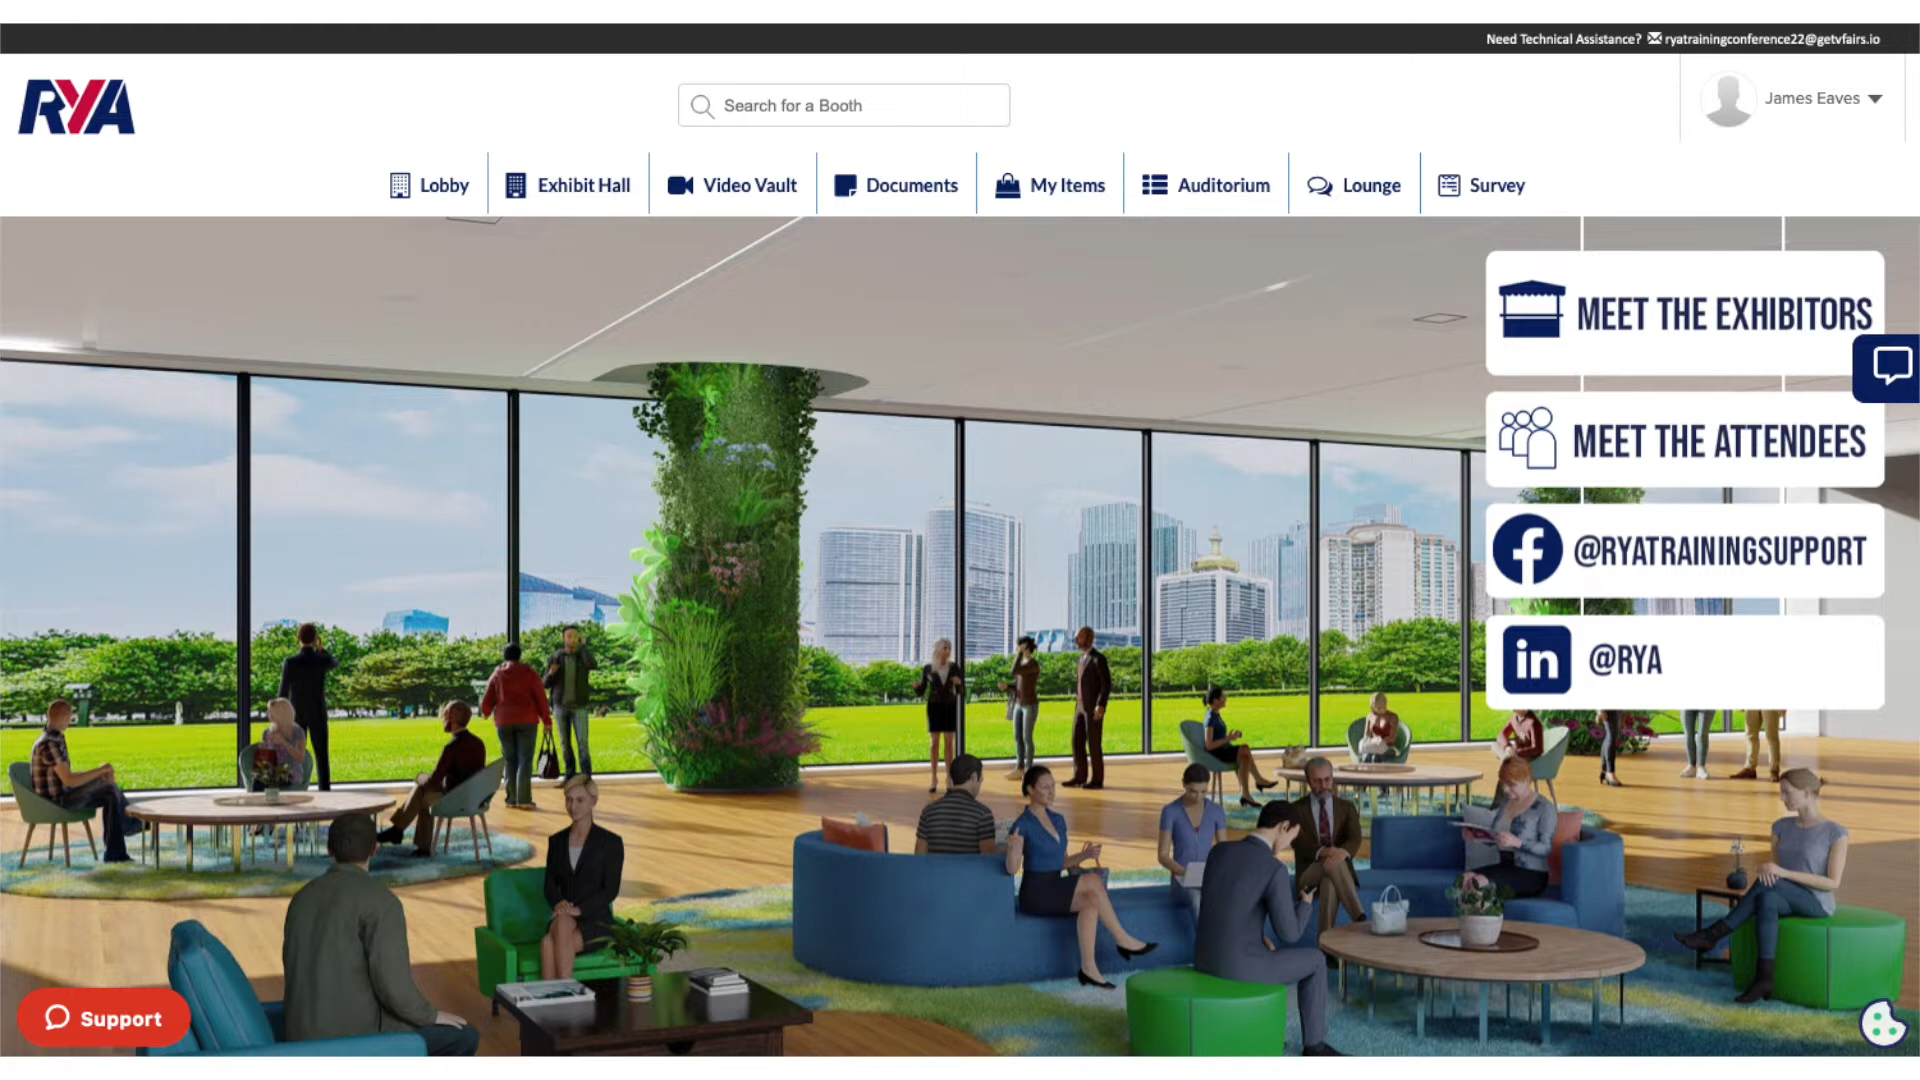 Need Technical Assistance? ryatrainingconference22@getvfairs.io
RYA
Search for a Booth
James Eaves
Lobby
Exhibit Hall
Video Vault
Documents
My Items
Auditorium
Lounge
Survey
MEET THE EXHIBITORS
MEET THE ATTENDEES
@RYATRAININGSUPPORT
in @RYA
Support